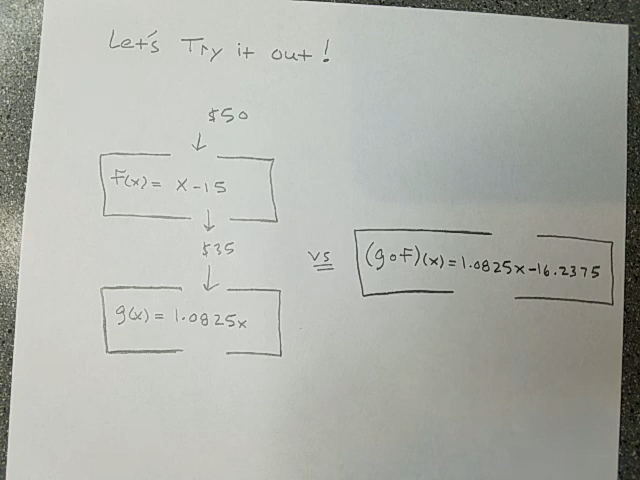 Let's Try it out!
$50
F(x) = x-15
$35
g(x) = 1.0825x
vs
(g∘F)(x) = 1.0825x-16.2375